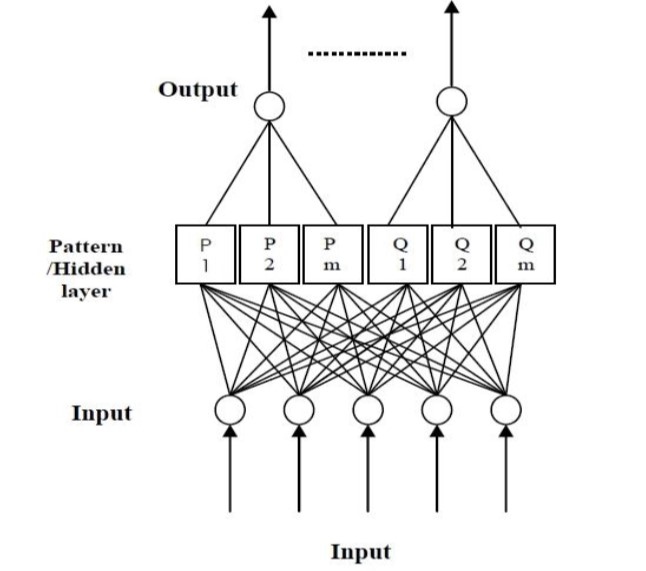 Output
Pattern
/Hidden
layer
P
1
P
2
P
m
Q
1
Q
2
Q
m
Input
Input